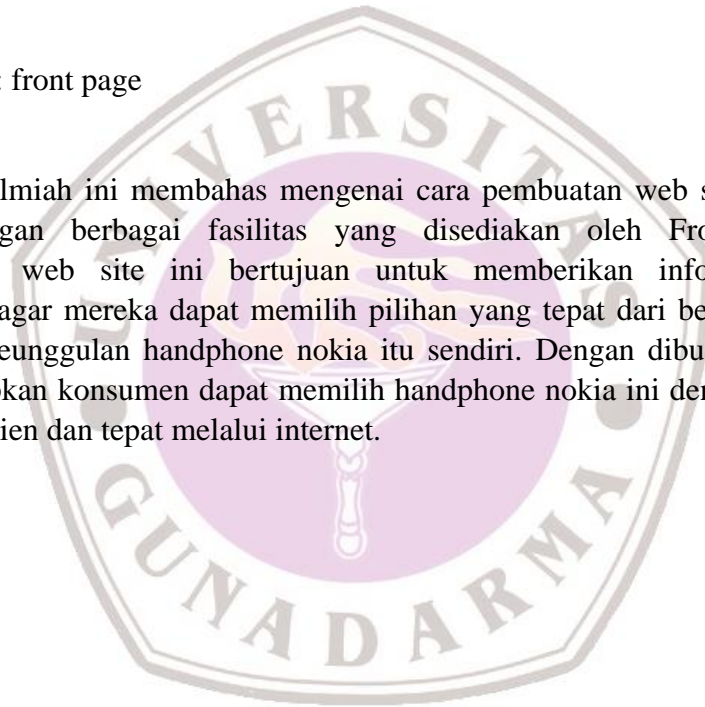 : front page
lmiah ini membahas mengenai cara pembuatan web s
gan berbagai fasilitas yang disediakan oleh Fro
web site ini bertujuan untuk memberikan info
agar mereka dapat memilih pilihan yang tepat dari be
eunggulan handphone nokia itu sendiri. Dengan dibu
kan konsumen dapat memilih handphone nokia ini den
ien dan tepat melalui internet.
UNIVERSITAS
GUNADARMA